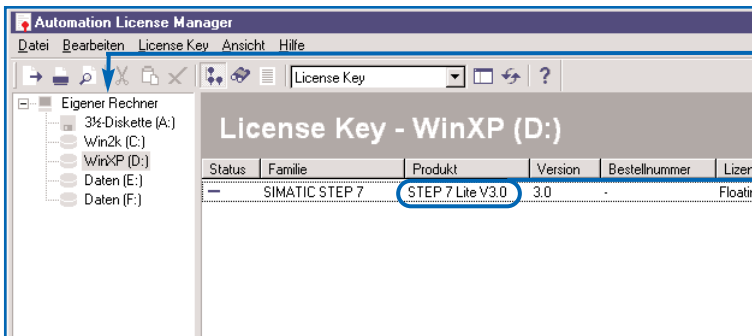 Automation License Manager
Datei Bearbeiten License Key Ansicht Hilfe
License Key
Eigener Rechner
3½-Diskette (A:)
Win2k (C:)
WinXP (D:)
Daten (E:)
Daten (F:)
License Key - WinXP (D:)
Status Familie Produkt Version Bestellnummer Lizen
SIMATIC STEP 7 STEP 7 Lite V3.0 3.0 - Floatin